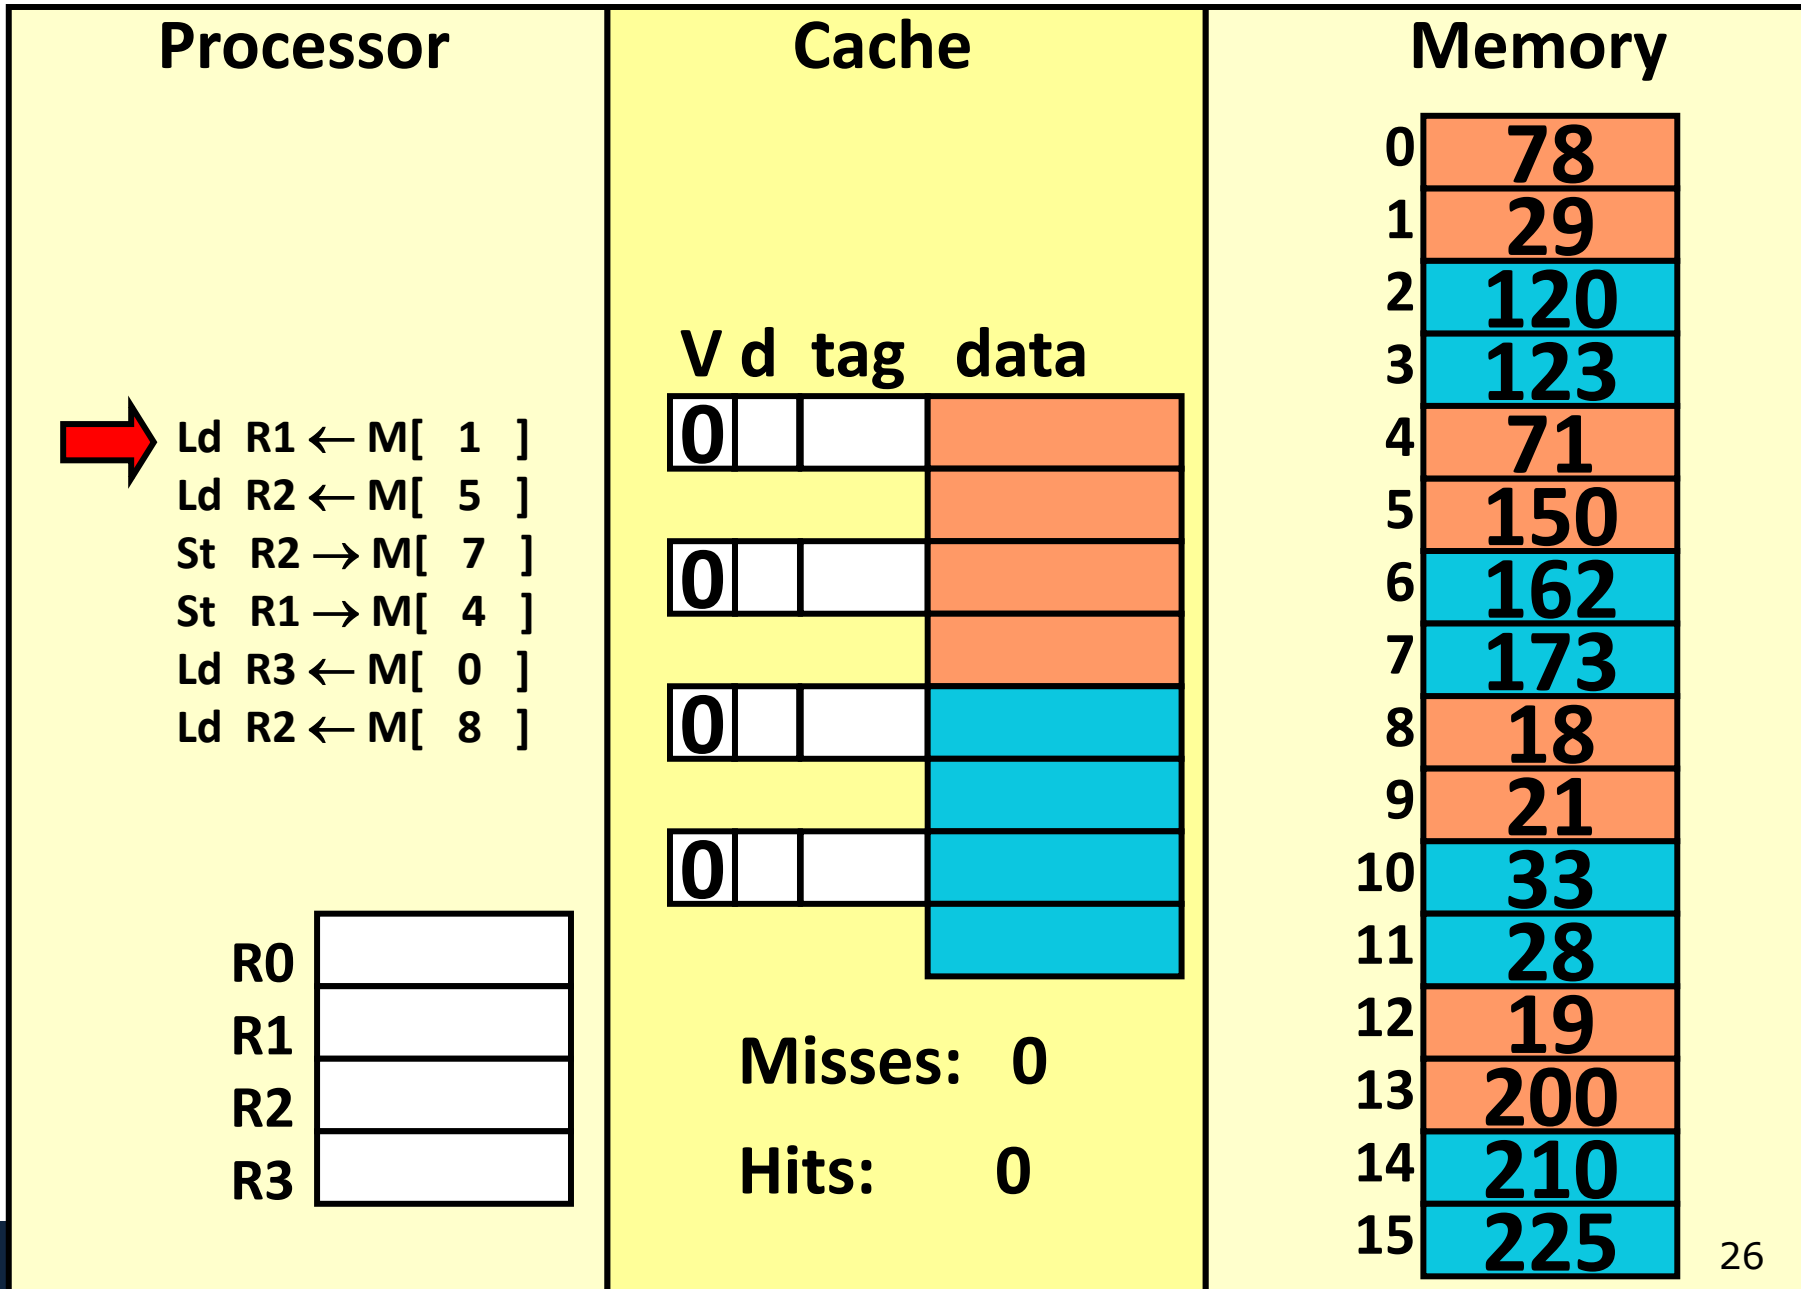 Processor
Ld R1 ← M[ 1 ]
Ld R2 ← M[ 5 ]
St R2 → M[ 7 ]
St R1 → M[ 4 ]
Ld R3 ← M[ 0 ]
Ld R2 ← M[ 8 ]
R0
R1
R2
R3
Cache
V d tag data
0
0
0
0
Misses: 0
Hits: 0
Memory
0 78
1 29
2 120
3 123
4 71
5 150
6 162
7 173
8 18
9 21
10 33
11 28
12 19
13 200
14 210
15 225
26